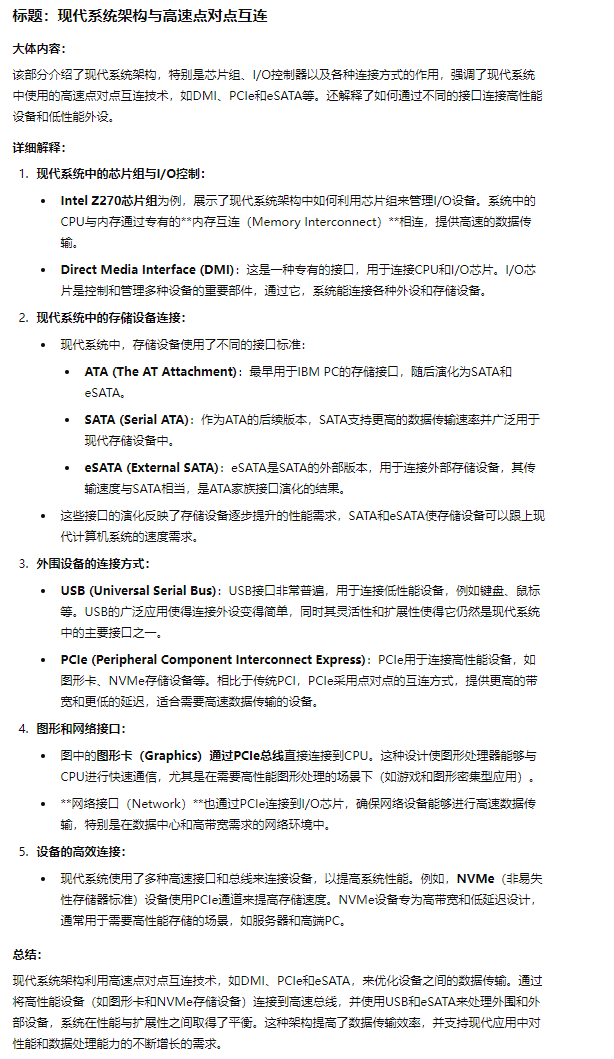 标题：现代系统架构与高速点对点互连
大体内容：
该部分介绍了现代系统架构，特别是芯片组、I/O控制器以及各种连接方式的作用，强调了现代系统
中使用的高速点对点互连技术，如DMI、PCIe和eSATA等。还解释了如何通过不同的接口连接高性能
设备和低性能外设。
详细解释：
1. 现代系统中的芯片组与I/O控制：
• Intel Z270芯片组为例，展示了现代系统架构中如何利用芯片组来管理I/O设备。系统中的
CPU与内存通过专有的**内存互连（Memory Interconnect）**相连，提供高速的数据传
输。
• Direct Media Interface (DMI)：这是一种专有的接口，用于连接CPU和I/O芯片。I/O芯
片是控制和管理多种设备的重要部件，通过它，系统能连接各种外设和存储设备。
2. 现代系统中的存储设备连接：
• 现代系统中，存储设备使用了不同的接口标准：
• ATA (The AT Attachment)：最早用于IBM PC的存储接口，随后演化为SATA和
eSATA。
• SATA (Serial ATA)：作为ATA的后续版本，SATA支持更高的数据传输速率并广泛用于
现代存储设备中。
• eSATA (External SATA)：eSATA是SATA的外部版本，用于连接外部存储设备，其传
输速度与SATA相当，是ATA家族接口演化的结果。
• 这些接口的演化反映了存储设备逐步提升的性能需求，SATA和eSATA使存储设备可以跟上现
代计算机系统的速度需求。
3. 外围设备的连接方式：
• USB (Universal Serial Bus)：USB接口非常普遍，用于连接低性能设备，例如键盘、鼠标
等。USB的广泛应用使得连接外设变得简单，同时其灵活性和扩展性使得它仍然是现代系统
中的主要接口之一。
• PCIe (Peripheral Component Interconnect Express)：PCIe用于连接高性能设备，如
图形卡、NVMe存储设备等。相比于传统PCI，PCIe采用点对点的互连方式，提供更高的带
宽和更低的延迟，适合需要高速数据传输的设备。
4. 图形和网络接口：
• 图中的图形卡（Graphics）通过PCIe总线直接连接到CPU。这种设计使图形处理器能够与
CPU进行快速通信，尤其是在需要高性能图形处理的场景下（如游戏和图形密集型应用）。
• **网络接口（Network）**也通过PCIe连接到I/O芯片，确保网络设备能够进行高速数据传
输，特别是在数据中心和高带宽需求的网络环境中。
5. 设备的高效连接：
• 现代系统使用了多种高速接口和总线来连接设备，以提高系统性能。例如，NVMe（非易失
性存储器标准）设备使用PCIe通道来提高存储速度。NVMe设备专为高带宽和低延迟设计，
通常用于需要高性能存储的场景，如服务器和高端PC。
总结：
现代系统架构利用高速点对点互连技术，如DMI、PCIe和eSATA，来优化设备之间的数据传输。通过
将高性能设备（如图形卡和NVMe存储设备）连接到高速总线，并使用USB和eSATA来处理外围和外
部设备，系统在性能与扩展性之间取得了平衡。这种架构提高了数据传输效率，并支持现代应用中对
性能和数据处理能力的不断增长的需求。